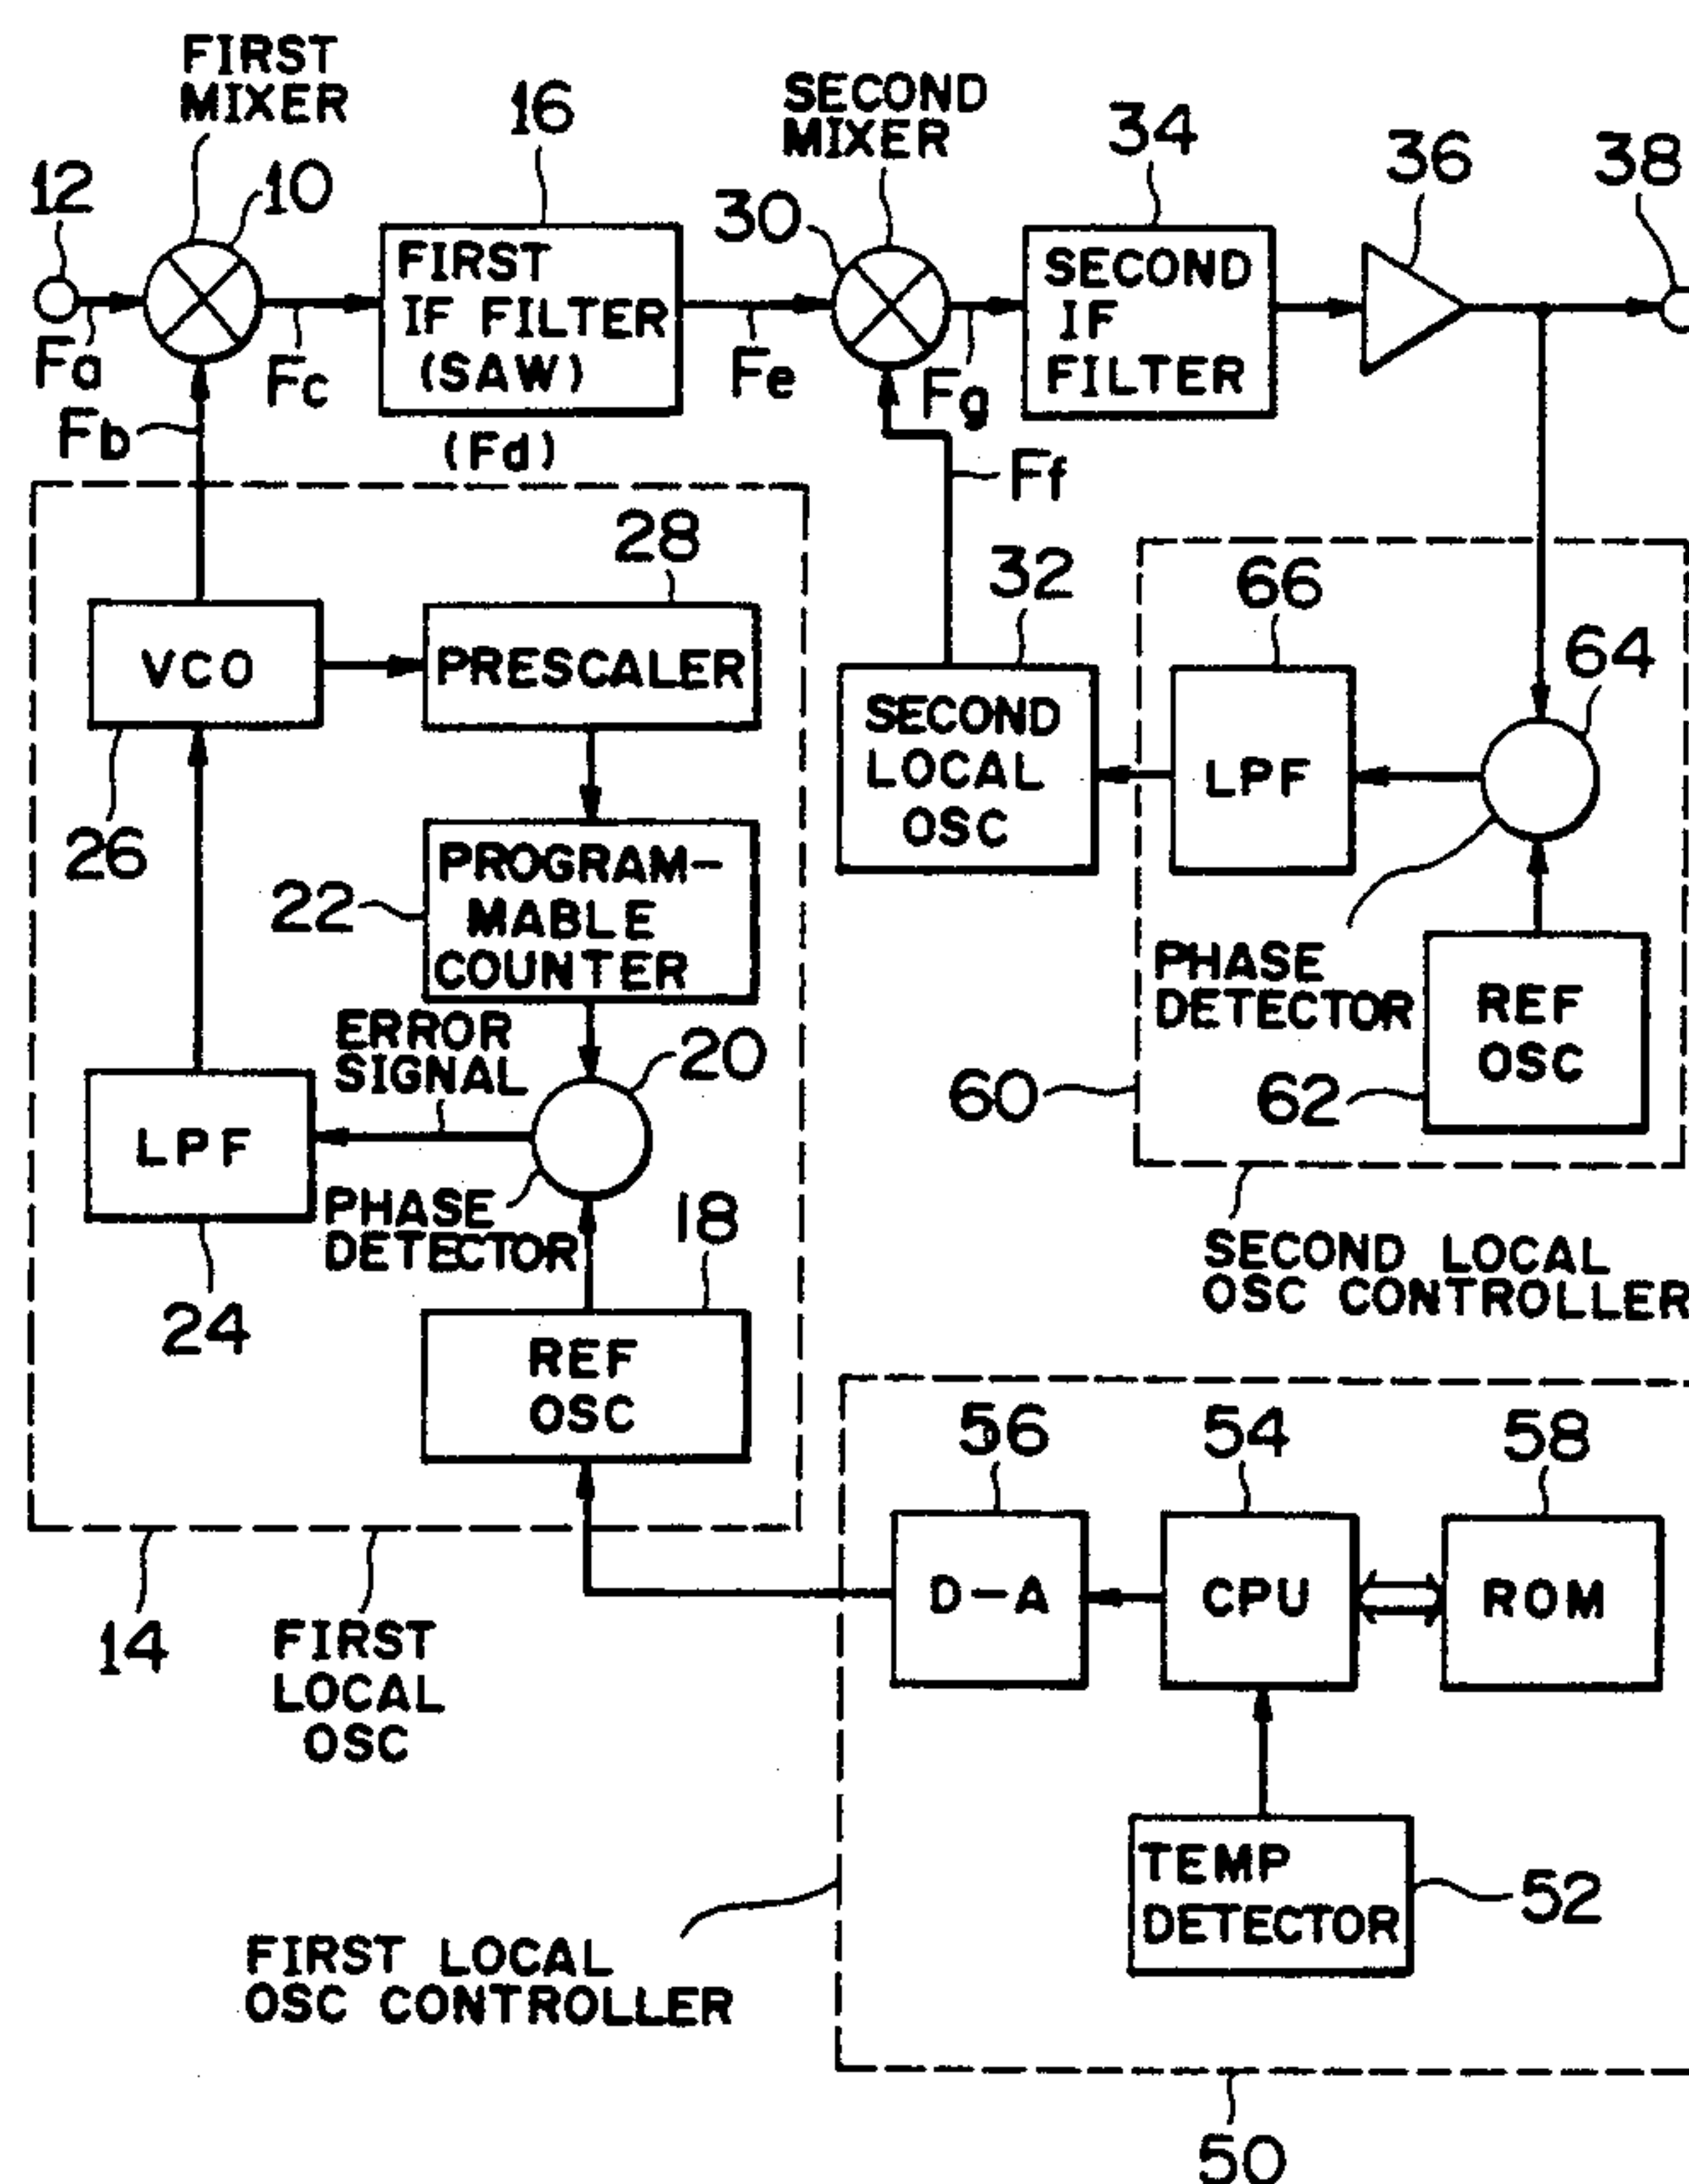 FIRST
MIXER
16
SECOND
MIXER
34
36
38
12
10
30
FIRST
IF FILTER
(SAW)
SECOND
IF
FILTER
Fa
Fc
Fe
Fg
Fb
(Fd)
Ff
28
32
66
64
VCO
PRESCALER
SECOND
LOCAL
OSC
LPF
26
22
PROGRAM-
MABLE
COUNTER
PHASE
DETECTOR
REF
OSC
ERROR
SIGNAL
20
60
62
LPF
PHASE
DETECTOR
18
24
SECOND LOCAL
OSC CONTROLLER
REF
OSC
56
54
58
D-A
CPU
ROM
14
FIRST
LOCAL
OSC
TEMP
DETECTOR
52
FIRST LOCAL
OSC CONTROLLER
50